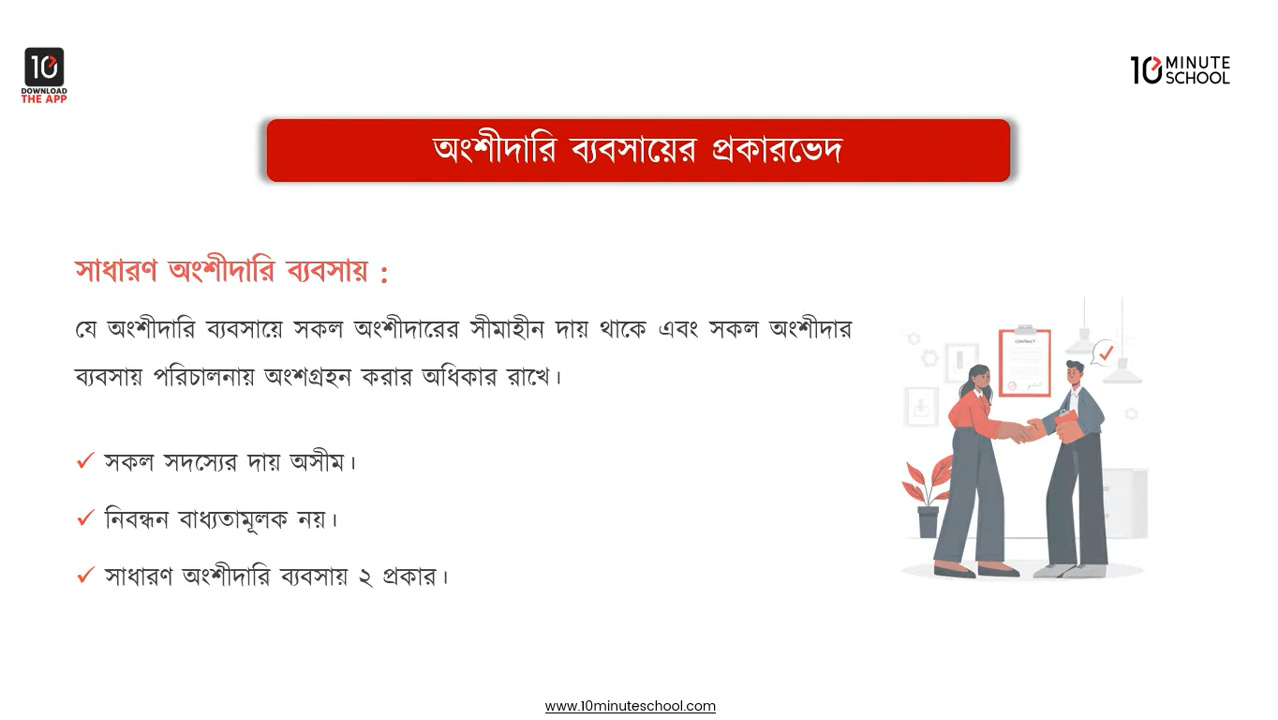 10
DOWNLOAD
THE APP
10 MINUTE
SCHOOL
অংশীদারি ব্যবসায়ের প্রকারভেদ
সাধারণ অংশীদারি ব্যবসায় :
যে অংশীদারি ব্যবসায়ে সকল অংশীদারের সীমাহীন দায় থাকে এবং সকল অংশীদার
ব্যবসায় পরিচালনায় অংশগ্রহন করার অধিকার রাখে।
CONTRACT
✓ সকল সদস্যের দায় অসীম।
✓ নিবন্ধন বাধ্যতামূলক নয়।
✓ সাধারণ অংশীদারি ব্যবসায় ২ প্রকার।
www.10minuteschool.com